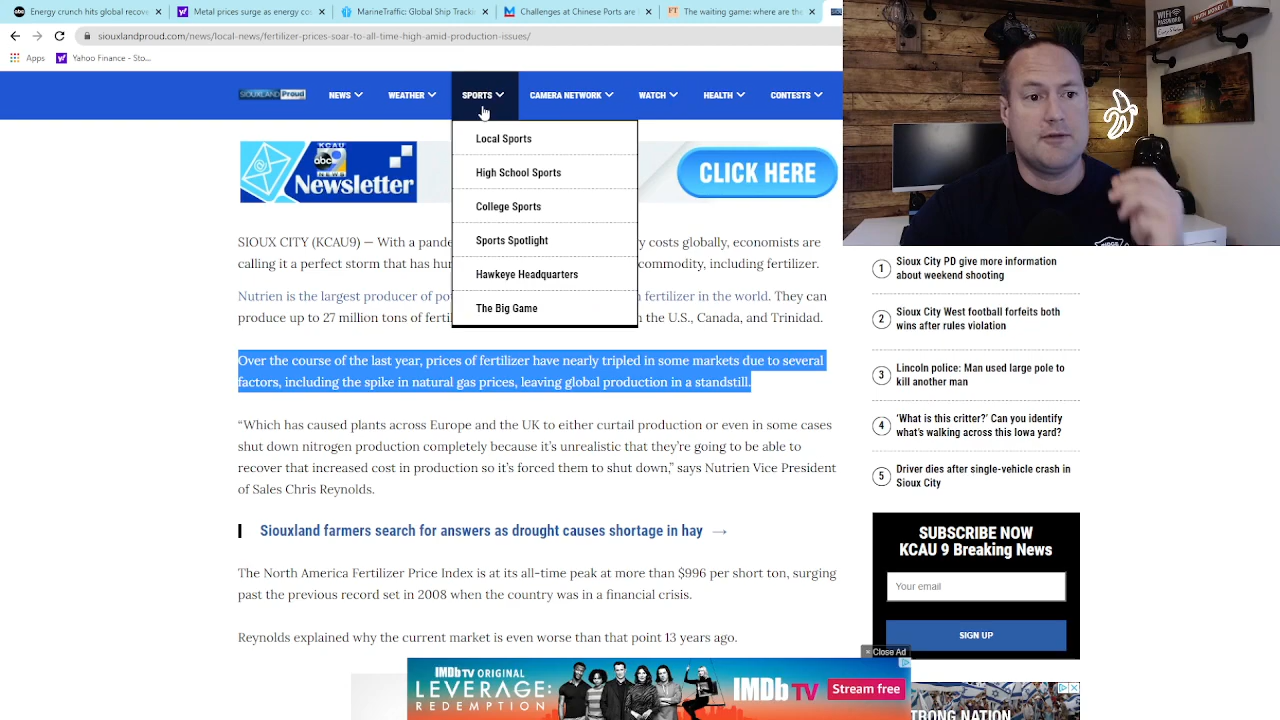 Energy crunch hits global recove
Metal prices surge as energy co
MarineTraffic: Global Ship Track
Challenges at Chinese Ports are
The waiting game: where are the
siouxlandproud.com/news/local-news/fertilizer-prices-soar-to-all-time-high-amid-production-issues/
Apps
Yahoo Finance - Sto...
SIOUXLAND Proud
NEWS
WEATHER
SPORTS
CAMERA NETWORK
WATCH
HEALTH
CONTESTS
Local Sports
High School Sports
College Sports
Sports Spotlight
Hawkeye Headquarters
The Big Game
KCAU
abc
9
NEWS
Newsletter
CLICK HERE
WIFI
PASSWORD
SIOUX CITY (KCAU9) — With a pande
y costs globally, economists are
calling it a perfect storm that has hur
commodity, including fertilizer.
Nutrien is the largest producer of po
fertilizer in the world. They can
produce up to 27 million tons of ferti
the U.S., Canada, and Trinidad.
Over the course of the last year, prices of fertilizer have nearly tripled in some markets due to several
factors, including the spike in natural gas prices, leaving global production in a standstill.
“Which has caused plants across Europe and the UK to either curtail production or even in some cases
shut down nitrogen production completely because it’s unrealistic that they’re going to be able to
recover that increased cost in production so it’s forced them to shut down,” says Nutrien Vice President
of Sales Chris Reynolds.
Siouxland farmers search for answers as drought causes shortage in hay →
The North America Fertilizer Price Index is at its all-time peak at more than $996 per short ton, surging
past the previous record set in 2008 when the country was in a financial crisis.
Reynolds explained why the current market is even worse than that point 13 years ago.
1 Sioux City PD give more information
about weekend shooting
2 Sioux City West football forfeits both
wins after rules violation
3 Lincoln police: Man used large pole to
kill another man
4 ‘What is this critter?’ Can you identify
what’s walking across this Iowa yard?
5 Driver dies after single-vehicle crash in
Sioux City
SUBSCRIBE NOW
KCAU 9 Breaking News
Your email
SIGN UP
× Close Ad
IMDb TV ORIGINAL
LEVERAGE:
REDEMPTION
IMDb TV
Stream free
STRONG NATION